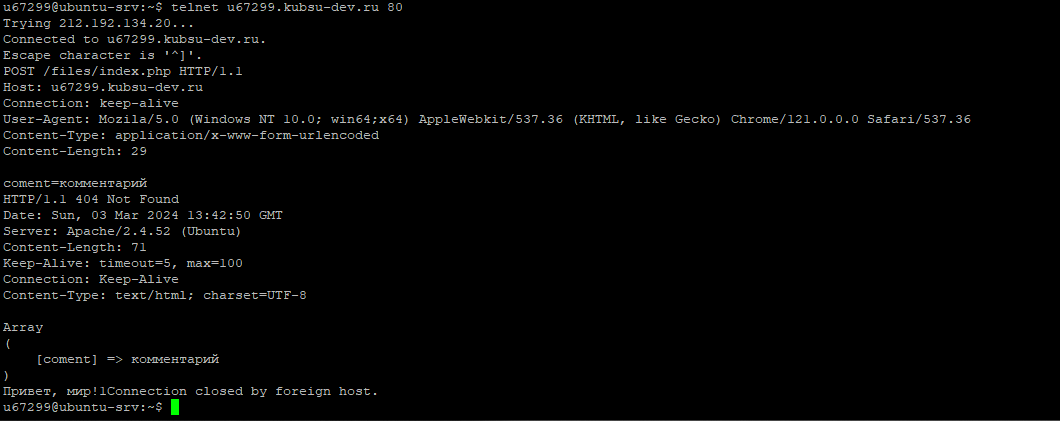 u67299@ubuntu-srv:~$ telnet u67299.kubsu-dev.ru 80
Trying 212.192.134.20...
Connected to u67299.kubsu-dev.ru.
Escape character is '^]'.
POST /files/index.php HTTP/1.1
Host: u67299.kubsu-dev.ru
Connection: keep-alive
User-Agent: Mozila/5.0 (Windows NT 10.0; win64;x64) AppleWebkit/537.36 (KHTML, like Gecko) Chrome/121.0.0.0 Safari/537.36
Content-Type: application/x-www-form-urlencoded
Content-Length: 29

coment=комментарий
HTTP/1.1 404 Not Found
Date: Sun, 03 Mar 2024 13:42:50 GMT
Server: Apache/2.4.52 (Ubuntu)
Content-Length: 71
Keep-Alive: timeout=5, max=100
Connection: Keep-Alive
Content-Type: text/html; charset=UTF-8

Array
(
    [coment] => комментарий
)
Привет, мир!1Connection closed by foreign host.
u67299@ubuntu-srv:~$